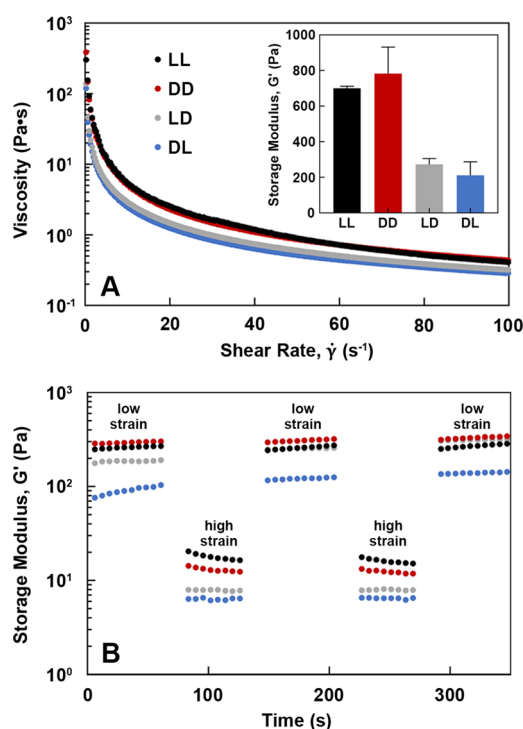 10³
10²
10¹
10⁰
10⁻¹
Viscosity (Pa•s)
LL
DD
LD
DL
Storage Modulus, G' (Pa)
1000
800
600
400
200
0
LL DD LD DL
A
0 20 40 60 80 100
Shear Rate, γ̇ (s⁻¹)
10³
10²
10¹
10⁰
Storage Modulus, G' (Pa)
low
strain
low
strain
low
strain
high
strain
high
strain
B
0 100 200 300
Time (s)